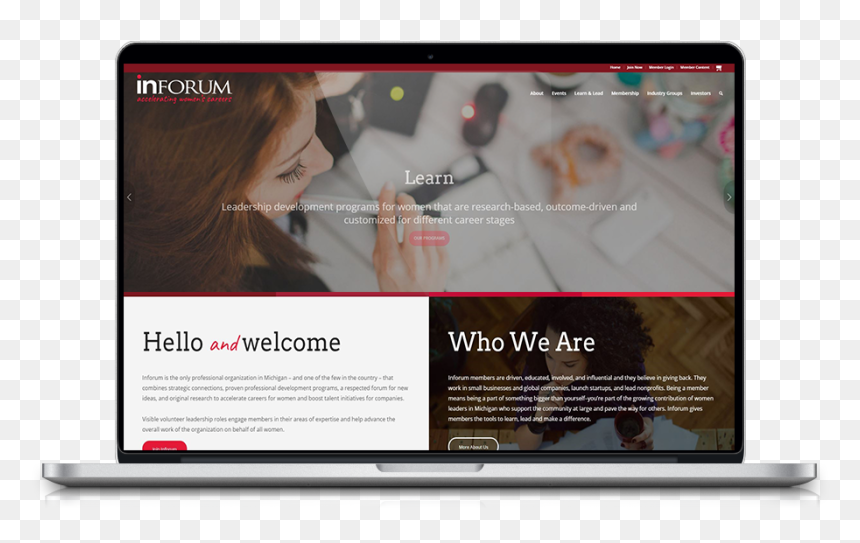 Home Join Now Member Login Member Careers
inFORUM
accelerating women's careers
About Events Learn & Lead Membership Industry Groups Investors
Learn
Leadership development programs for women that are research-based, outcome-driven and
customized for different career stages
OUR PROGRAMS
Hello and welcome
Inforum is the only professional organization in Michigan – and one of the few in the country – that
combines strategic connections, proven professional development programs, a respected forum for new
ideas, and original research to accelerate careers for women and boost talent initiatives for companies.
Visible volunteer leadership roles engage members in their areas of expertise and help advance the
overall work of the organization on behalf of all women.
Join Inforum
Who We Are
Inforum members are driven, educated, involved, and influential and they believe in giving back. They
work in small businesses and global companies, launch startups, and lead nonprofits. Being a member
means being a part of something bigger than yourself–you're part of the growing contribution of women
leaders in Michigan who support the community at large and pave the way for others. Inforum gives
members the tools to learn, lead and make a difference.
More About Us